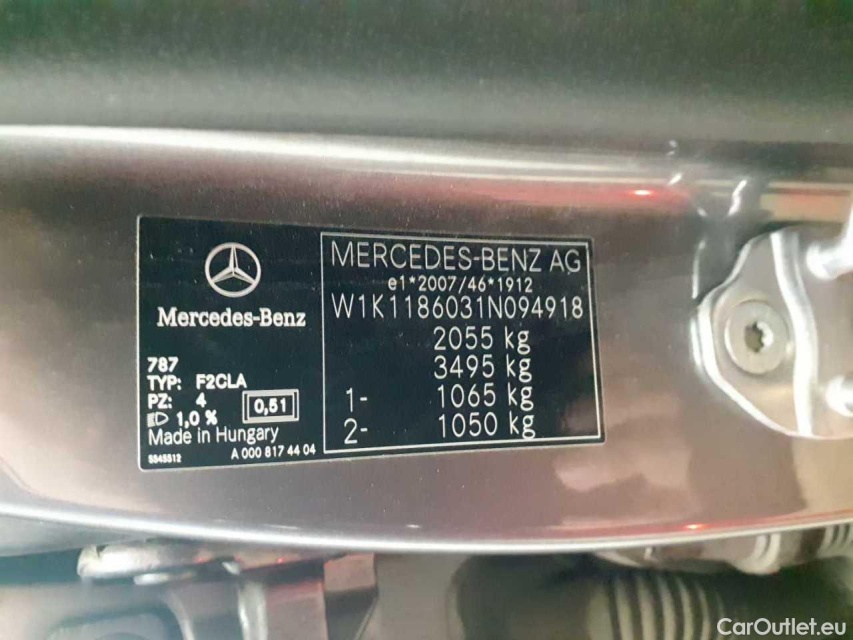 Mercedes-Benz
787
TYP: F2CLA
PZ: 4
1,0 %
0,51
Made in Hungary
5545512
A 000 817 44 04
MERCEDES-BENZ AG
e1*2007/46*1912
W1K1186031N094918
2055 kg
3495 kg
1- 1065 kg
2- 1050 kg
CarOutlet.eu